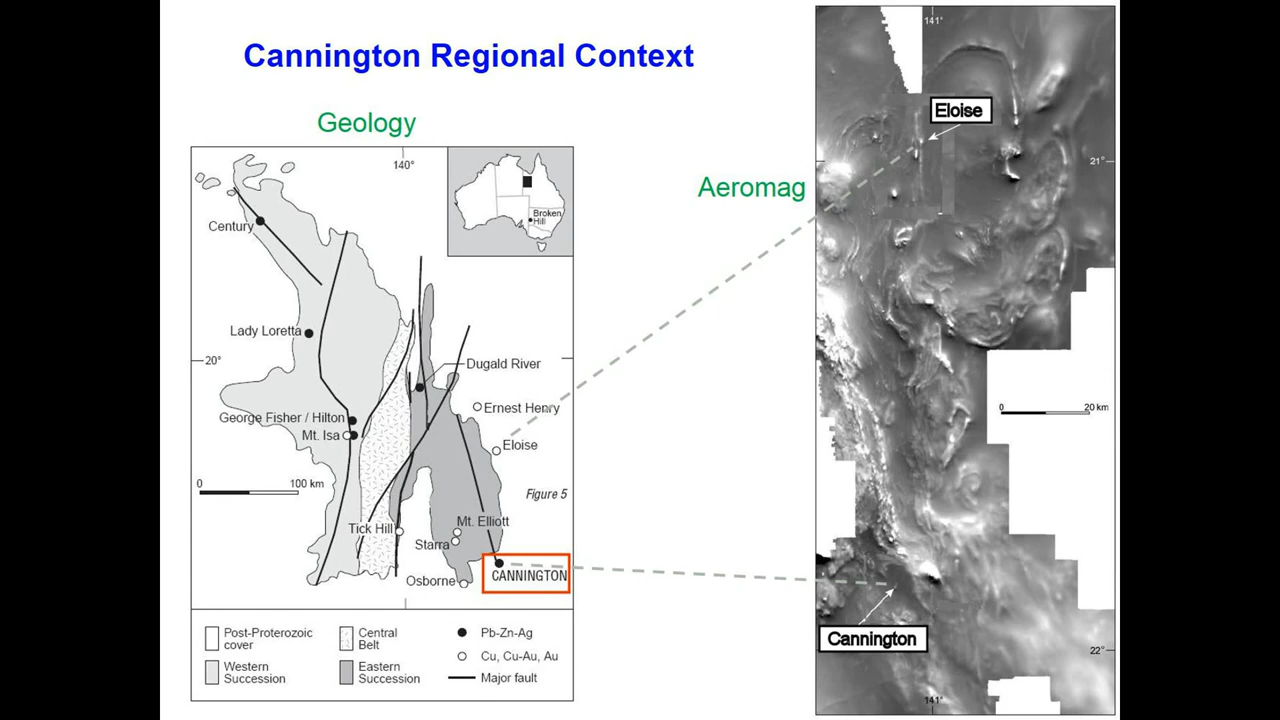 Cannington Regional Context
Geology
140°
Century
Broken
Hill
Lady Loretta
20°
Dugald River
George Fisher / Hilton
Ernest Henry
Mt. Isa
Eloise
0
100 km
Figure 5
Tick Hill
Mt. Elliott
Starra
Osborne
CANNINGTON
Post-Proterozoic
cover
Central
Belt
Pb-Zn-Ag
Cu, Cu-Au, Au
Western
Succession
Eastern
Succession
Major fault
Aeromag
141°
Eloise
21°
0
20 km
Cannington
22°
141°